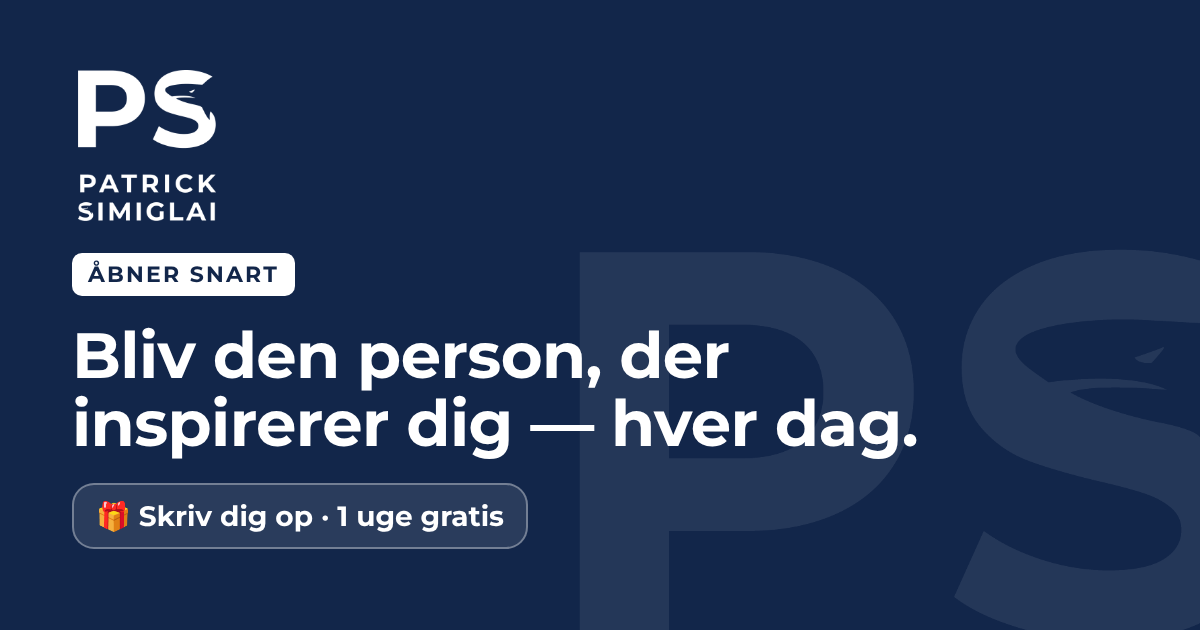 PS
PATRICK
SIMIGLAI
ÅBNER SNART
Bliv den person, der
inspirerer dig — hver dag.
🎁 Skriv dig op · 1 uge gratis
PS